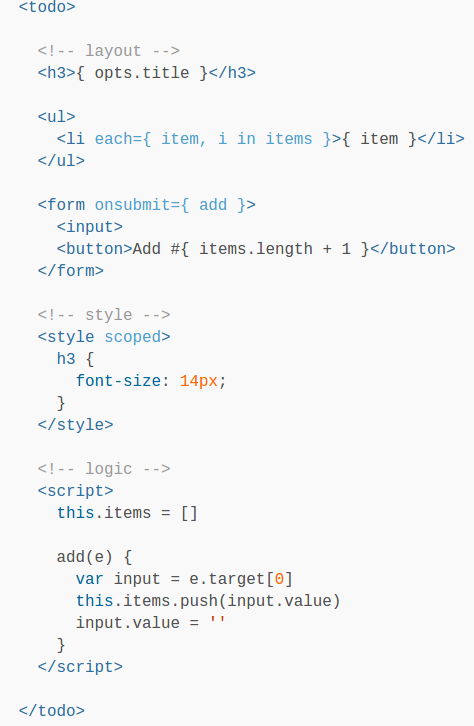 <todo>

  <!-- layout -->
  <h3>{ opts.title }</h3>

  <ul>
    <li each={ item, i in items }>{ item }</li>
  </ul>

  <form onsubmit={ add }>
    <input>
    <button>Add #{ items.length + 1 }</button>
  </form>

  <!-- style -->
  <style scoped>
    h3 {
      font-size: 14px;
    }
  </style>

  <!-- logic -->
  <script>
    this.items = []

    add(e) {
      var input = e.target[0]
      this.items.push(input.value)
      input.value = ''
    }
  </script>

</todo>